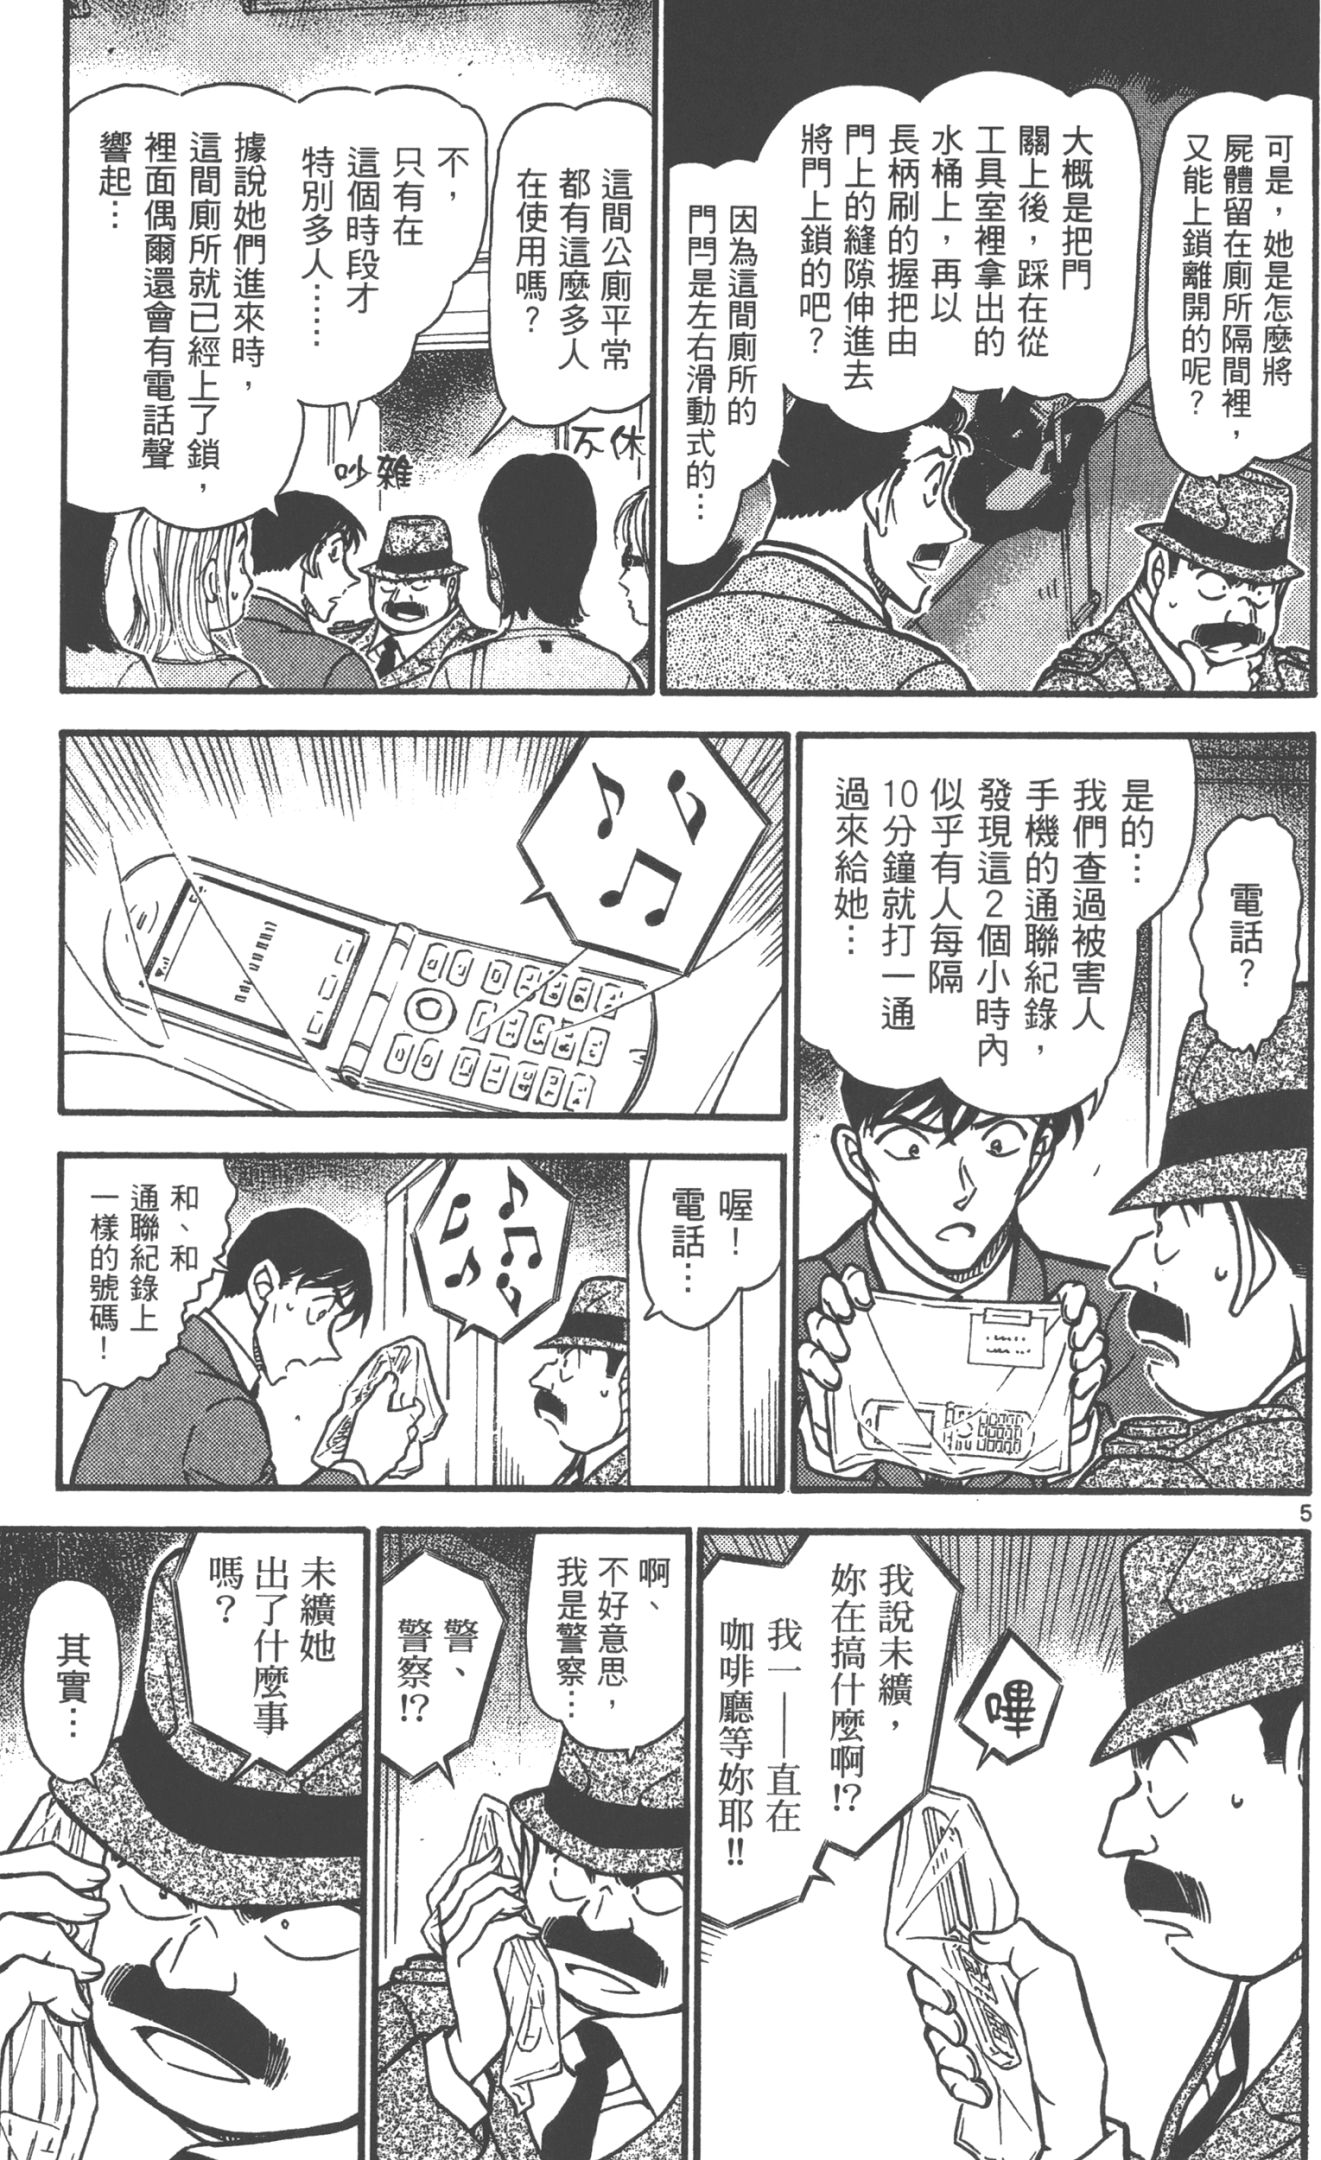 可是，她是怎麼將
屍體留在廁所隔間裡，
又能上鎖離開的呢？
大概是把門
關上後，踩在從
工具室裡拿出的
水桶上，再以
長柄刷的握把由
門上的縫隙伸進去
將門上鎖的吧？
因為這間廁所的
門閂是左右滑動式的…
這間公廁平常
都有這麼多人
在使用嗎？
不，
只有在
這個時段才
特別多人……
據說她們進來時，
這間廁所就已經上了鎖，
裡面偶爾還會有電話聲
響起…
不休
吵雜
電話？
是的…
我們查過被害人
手機的通聯紀錄，
發現這2個小時內
似乎有人每隔
10分鐘就打一通
過來給她…
喔！
電話…
和、和
通聯紀錄上
一樣的號碼！
5
嗶
我說未纊，
妳在搞什麼啊!?
我一——直在
咖啡廳等妳耶!!
啊、
不好意思，
我是警察…
警、
警察!?
未纊她
出了什麼事
嗎？
其實…